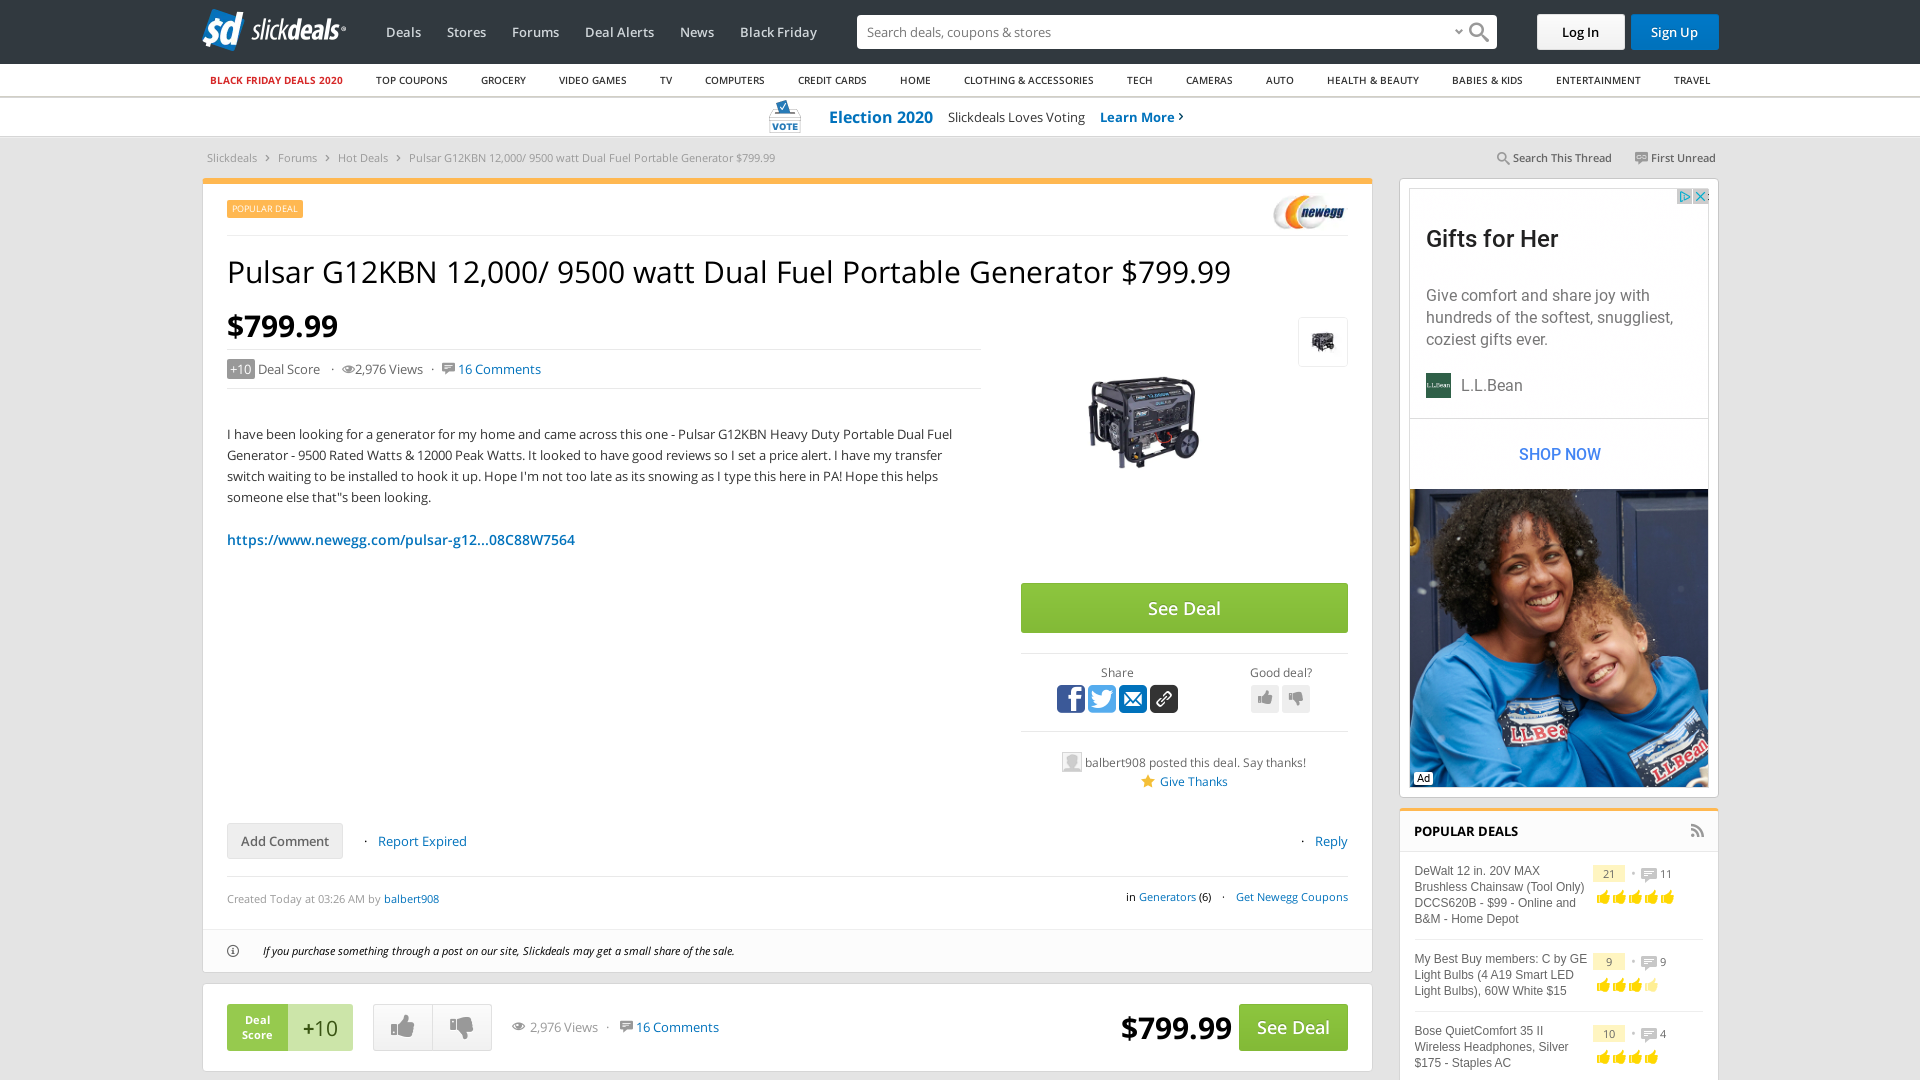 sd slickdeals
Deals
Stores
Forums
Deal Alerts
News
Black Friday
Search deals, coupons & stores
Log In
Sign Up
BLACK FRIDAY DEALS 2020
TOP COUPONS
GROCERY
VIDEO GAMES
TV
COMPUTERS
CREDIT CARDS
HOME
CLOTHING & ACCESSORIES
TECH
CAMERAS
AUTO
HEALTH & BEAUTY
BABIES & KIDS
ENTERTAINMENT
TRAVEL
VOTE
Election 2020 Slickdeals Loves Voting Learn More
Slickdeals › Forums › Hot Deals › Pulsar G12KBN 12,000/ 9500 watt Dual Fuel Portable Generator $799.99
Search This Thread
First Unread
POPULAR DEAL
newegg
Pulsar G12KBN 12,000/ 9500 watt Dual Fuel Portable Generator $799.99
$799.99
+10 Deal Score · 2,976 Views · 16 Comments
I have been looking for a generator for my home and came across this one - Pulsar G12KBN Heavy Duty Portable Dual Fuel
Generator - 9500 Rated Watts & 12000 Peak Watts. It looked to have good reviews so I set a price alert. I have my transfer
switch waiting to be installed to hook it up. Hope I'm not too late as its snowing as I type this here in PA! Hope this helps
someone else that"s been looking.
https://www.newegg.com/pulsar-g12...08C88W7564
See Deal
Share
Good deal?
balbert908 posted this deal. Say thanks!
Give Thanks
Add Comment
· Report Expired
· Reply
Created Today at 03:26 AM by balbert908
in Generators (6) · Get Newegg Coupons
If you purchase something through a post on our site, Slickdeals may get a small share of the sale.
Deal
Score
+10
2,976 Views · 16 Comments
$799.99
See Deal
Gifts for Her
Give comfort and share joy with
hundreds of the softest, snuggliest,
coziest gifts ever.
L.L.Bean
L.L.Bean
SHOP NOW
LLBean
LLBean
Ad
POPULAR DEALS
DeWalt 12 in. 20V MAX
Brushless Chainsaw (Tool Only)
DCCS620B - $99 - Online and
B&M - Home Depot
21 • 11
My Best Buy members: C by GE
Light Bulbs (4 A19 Smart LED
Light Bulbs), 60W White $15
9 • 9
Bose QuietComfort 35 II
Wireless Headphones, Silver
$175 - Staples AC
10 • 4